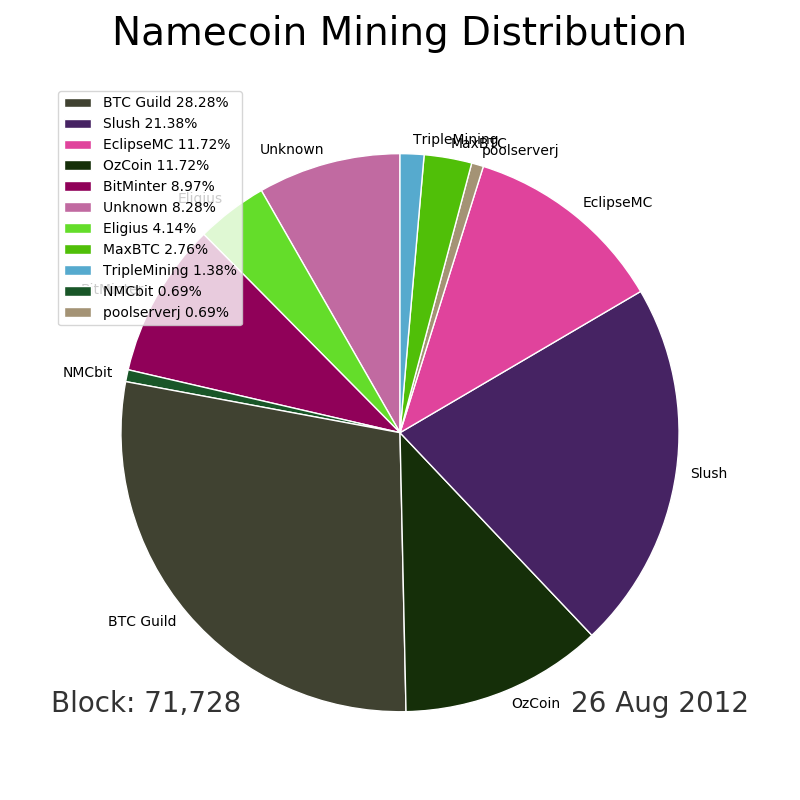 Namecoin Mining Distribution
BTC Guild 28.28%
Slush 21.38%
EclipseMC 11.72%
OzCoin 11.72%
BitMinter 8.97%
Unknown 8.28%
Eligius 4.14%
MaxBTC 2.76%
TripleMining 1.38%
NMCbit 0.69%
poolserverj 0.69%
TripleMining
MaxBTC
poolserverj
Unknown
Eligius
EclipseMC
BitMinter
NMCbit
Slush
BTC Guild
OzCoin
Block: 71,728
26 Aug 2012